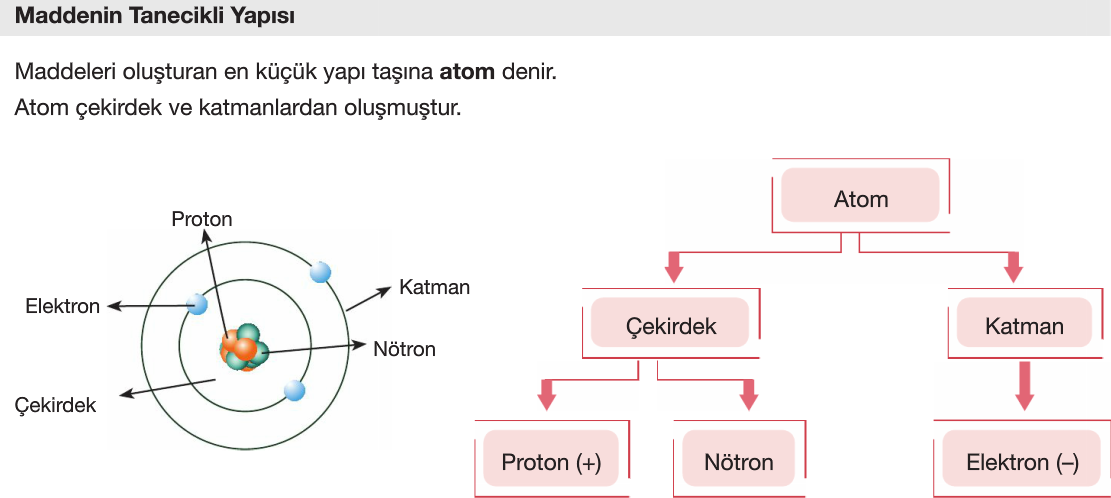 Maddenin Tanecikli Yapısı
Maddeleri oluşturan en küçük yapı taşına atom denir.
Atom çekirdek ve katmanlardan oluşmuştur.
Proton
Elektron
Katman
Nötron
Çekirdek
Atom
Çekirdek
Katman
Proton (+)
Nötron
Elektron (–)